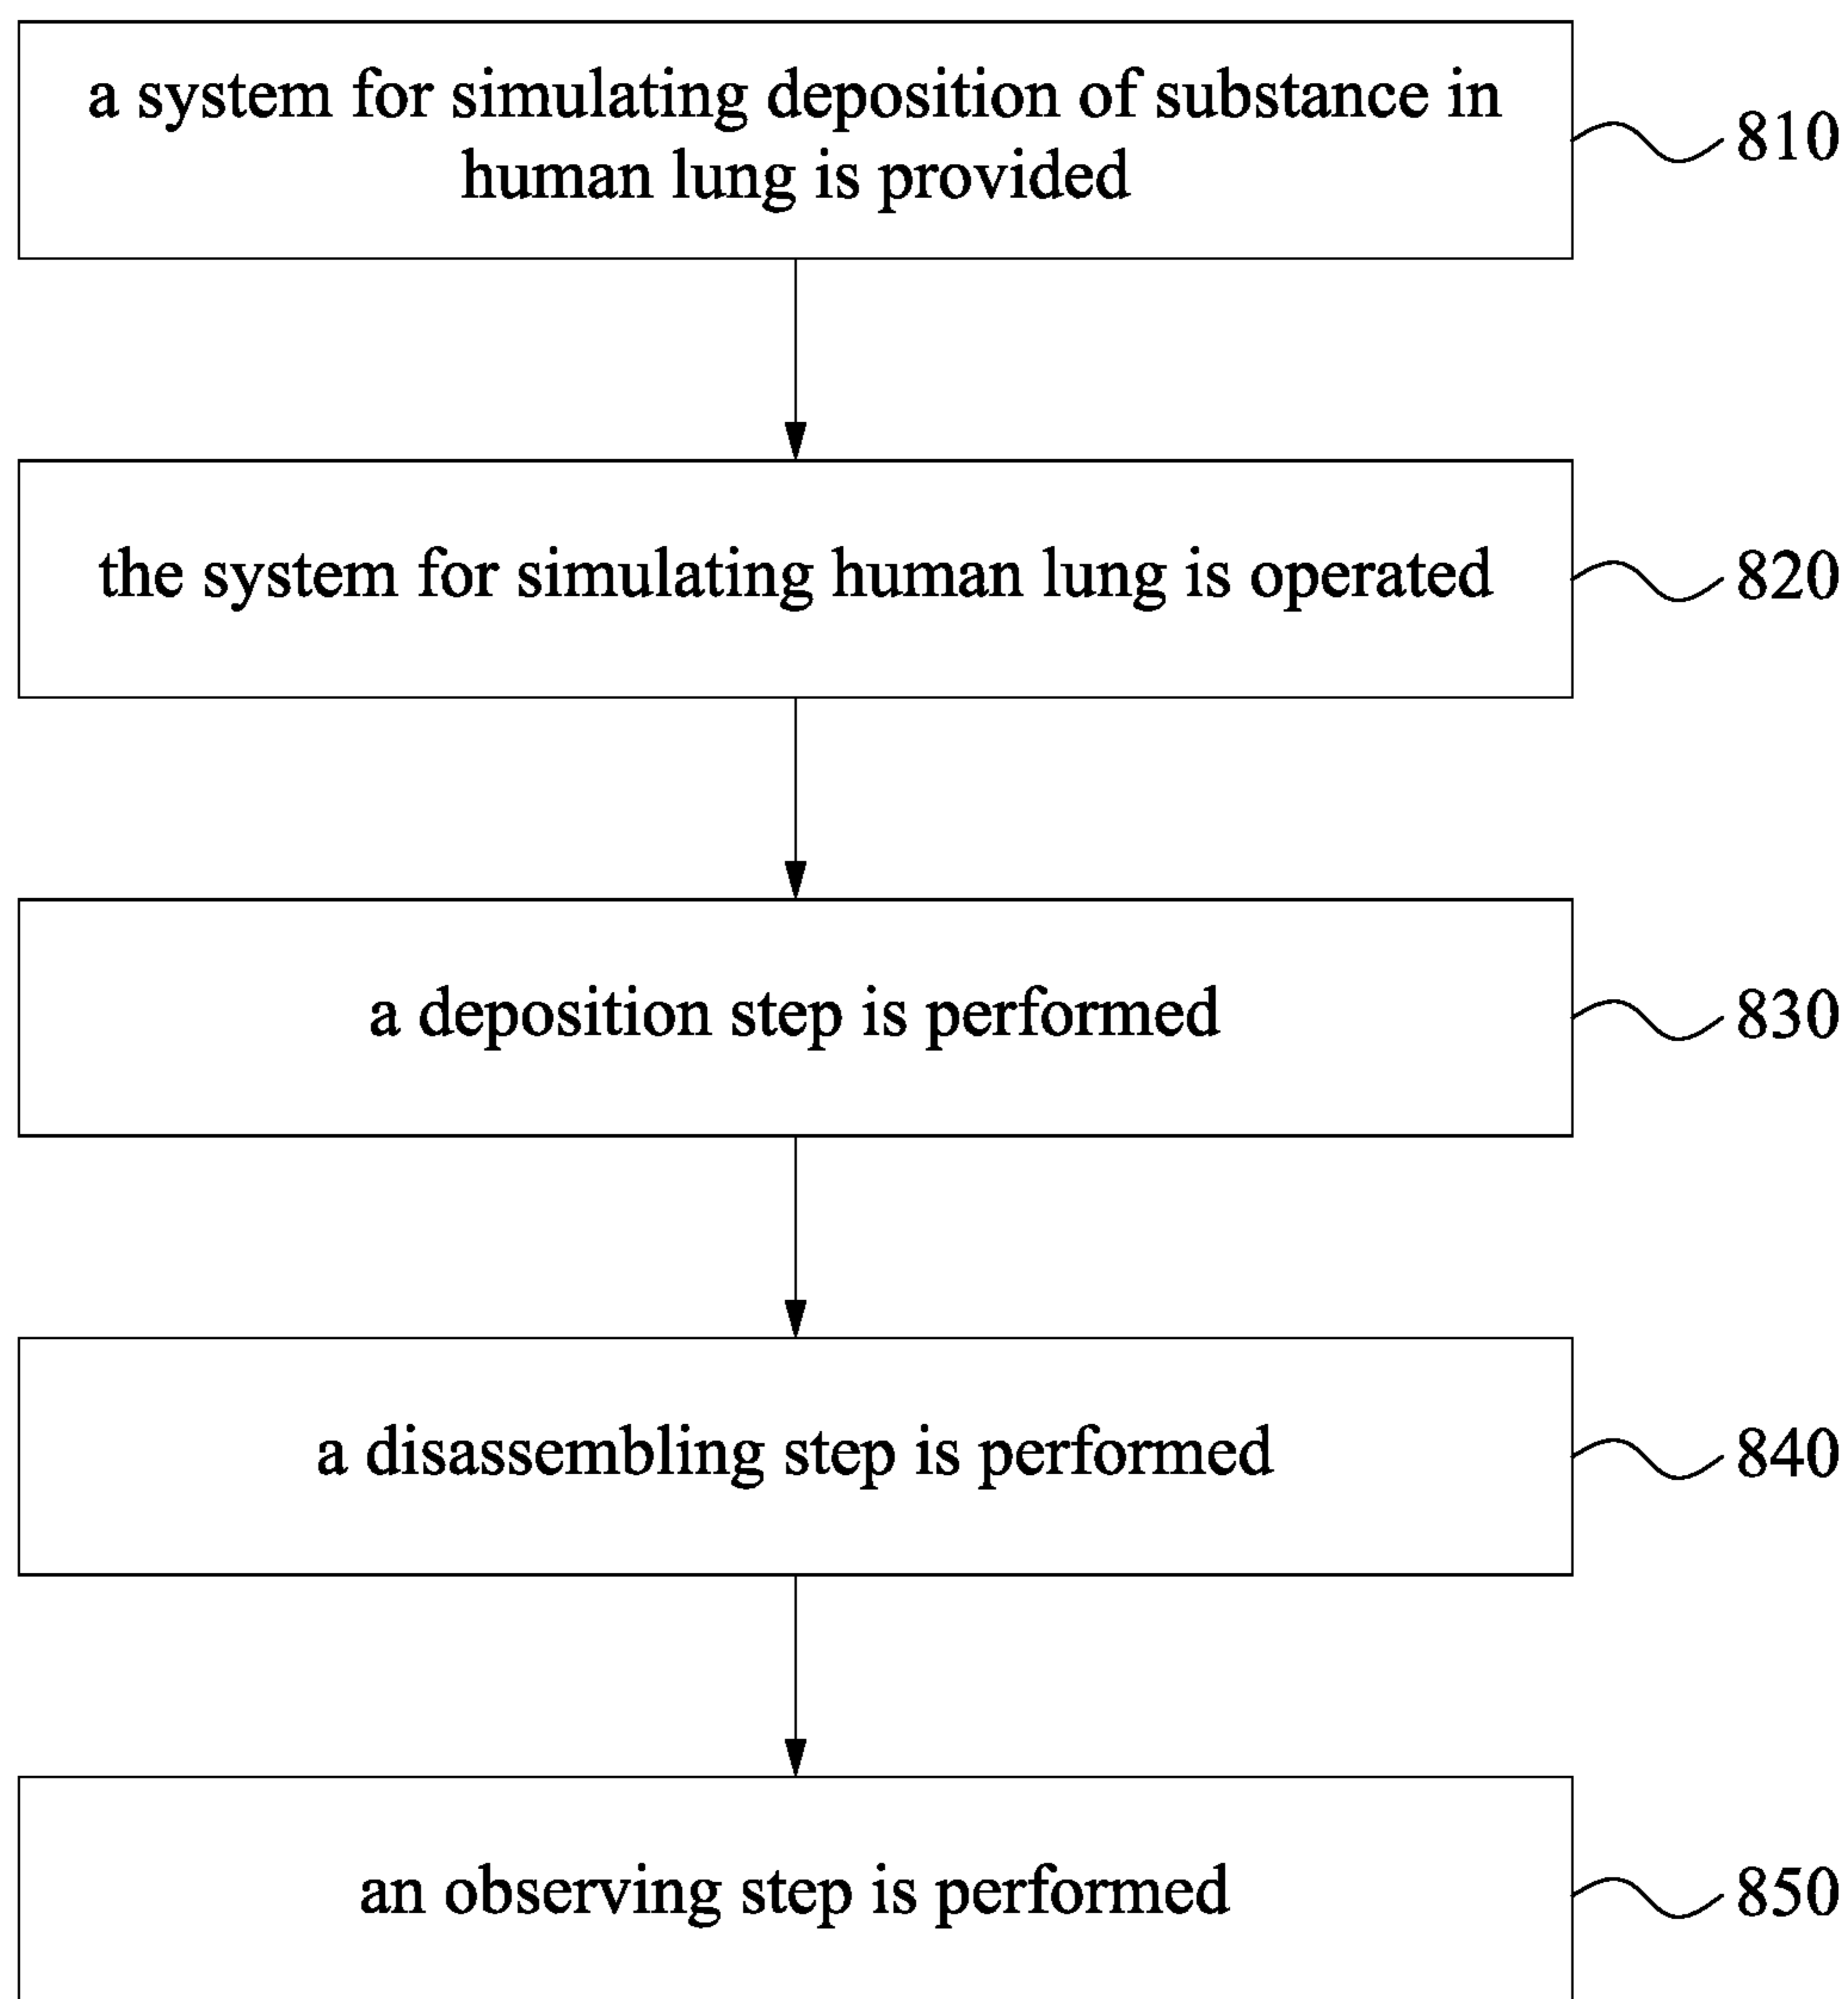 a system for simulating deposition of substance in
human lung is provided
810
the system for simulating human lung is operated
820
a deposition step is performed
830
a disassembling step is performed
840
an observing step is performed
850